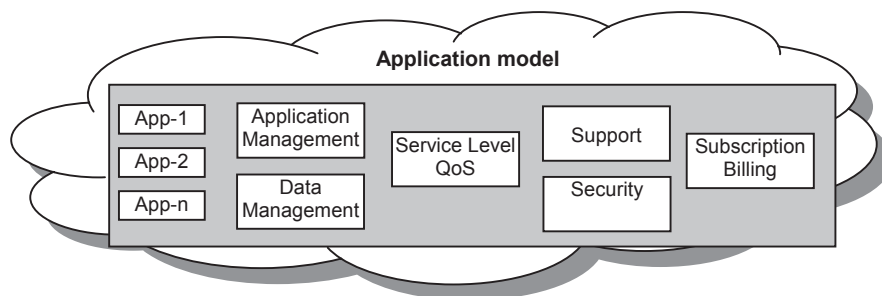 Application model
App-1
App-2
App-n
Application
Management
Data
Management
Service Level
QoS
Support
Security
Subscription
Billing